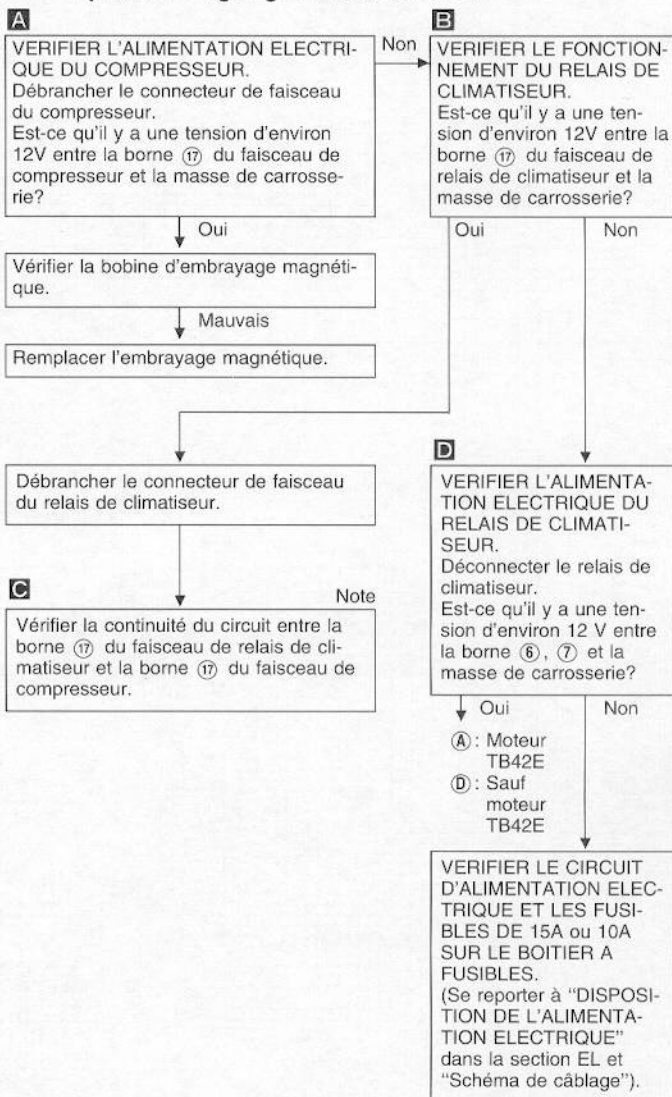 A
VERIFIER L'ALIMENTATION ELECTRI-
QUE DU COMPRESSEUR.
Débrancher le connecteur de faisceau
du compresseur.
Est-ce qu'il y a une tension d'environ
12V entre la borne ⑰ du faisceau de
compresseur et la masse de carrosse-
rie?
Non
B
VERIFIER LE FONCTION-
NEMENT DU RELAIS DE
CLIMATISEUR.
Est-ce qu'il y a une ten-
sion d'environ 12V entre la
borne ⑰ du faisceau de
relais de climatiseur et la
masse de carrosserie?
Oui
Oui
Non
Vérifier la bobine d'embrayage magnéti-
que.
Mauvais
Remplacer l'embrayage magnétique.
Débrancher le connecteur de faisceau
du relais de climatiseur.
C
Note
Vérifier la continuité du circuit entre la
borne ⑰ du faisceau de relais de cli-
matiseur et la borne ⑰ du faisceau de
compresseur.
D
VERIFIER L'ALIMENTA-
TION ELECTRIQUE DU
RELAIS DE CLIMATI-
SEUR.
Déconnecter le relais de
climatiseur.
Est-ce qu'il y a une ten-
sion d'environ 12 V entre
la borne ⑥, ⑦ et la
masse de carrosserie?
Oui
Non
Ⓐ: Moteur
TB42E
Ⓓ: Sauf
moteur
TB42E
VERIFIER LE CIRCUIT
D'ALIMENTATION ELEC-
TRIQUE ET LES FUSI-
BLES DE 15A ou 10A
SUR LE BOITIER A
FUSIBLES.
(Se reporter à “DISPOSI-
TION DE L'ALIMENTA-
TION ELECTRIQUE”
dans la section EL et
“Schéma de câblage”).